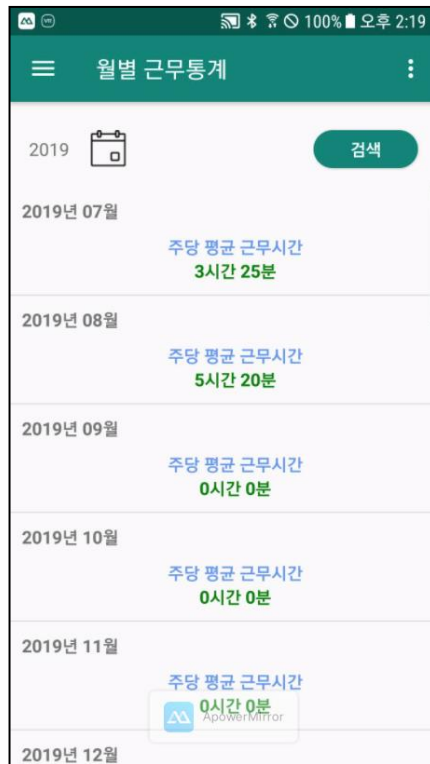 100% 오후 2:19
월별 근무통계
2019
검색
2019년 07월
주당 평균 근무시간
3시간 25분
2019년 08월
주당 평균 근무시간
5시간 20분
2019년 09월
주당 평균 근무시간
0시간 0분
2019년 10월
주당 평균 근무시간
0시간 0분
2019년 11월
주당 평균 근무시간
0시간 0분
ApowerMirror
2019년 12월